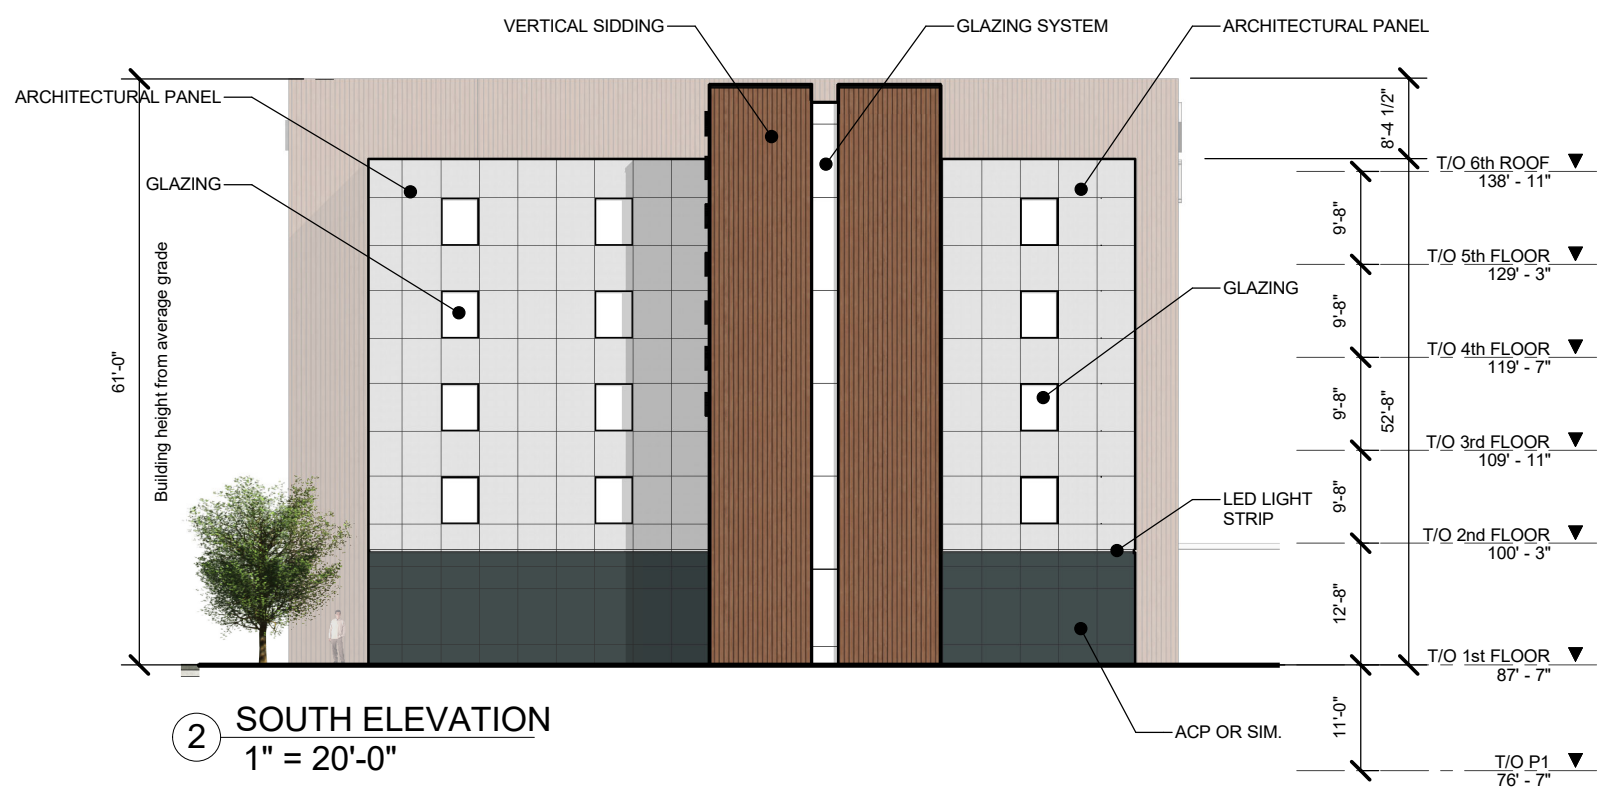 VERTICAL SIDDING
GLAZING SYSTEM
ARCHITECTURAL PANEL
ARCHITECTURAL PANEL
GLAZING
61'-0"
Building height from average grade
8'-4 1/2"
T/O 6th ROOF
138' - 11"
9'-8"
T/O 5th FLOOR
129' - 3"
GLAZING
9'-8"
T/O 4th FLOOR
119' - 7"
9'-8"
52'-8"
T/O 3rd FLOOR
109' - 11"
9'-8"
LED LIGHT
STRIP
T/O 2nd FLOOR
100' - 3"
12'-8"
T/O 1st FLOOR
87' - 7"
11'-0"
ACP OR SIM.
T/O P1
76' - 7"
2
SOUTH ELEVATION
1" = 20'-0"